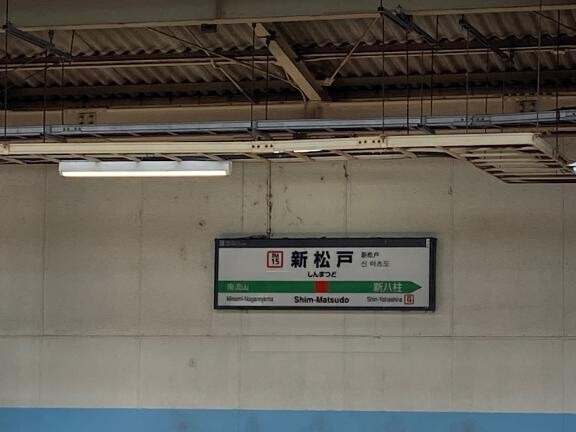 JM
15
新松戸
新松戸
신마츠도
しんまつど
南流山
新八柱
Minami-Nagareyama
Shim-Matsudo
Shin-Yahashira